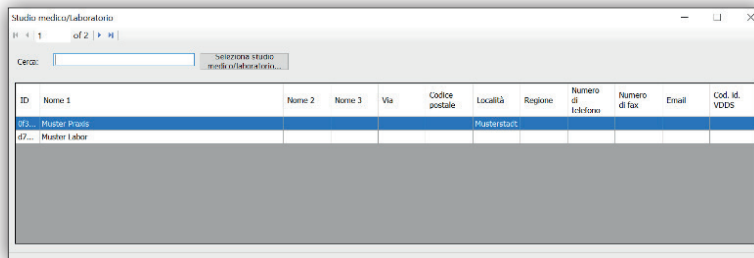 Studio medico/Laboratorio
1 of 2
Cerca: Seleziona studio
medico/laboratorio...
ID Nome 1 Nome 2 Nome 3 Via Codice postale Località Regione Numero di telefono Numero di fax Email Cod. Id. VDDS
0f3... Muster Praxis Musterstadt
d7... Muster Labor